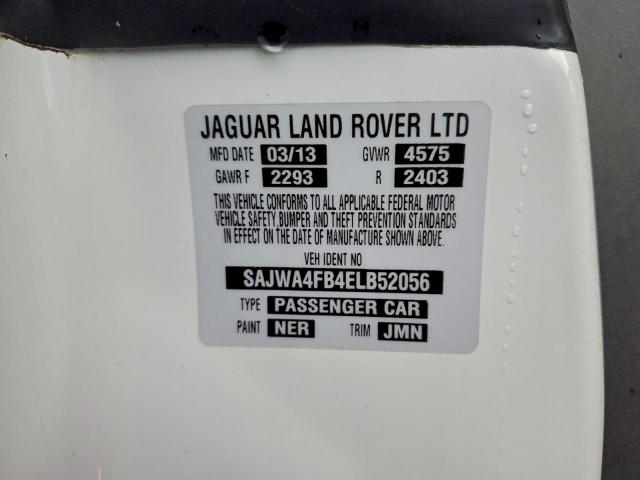 JAGUAR LAND ROVER LTD
MFD DATE 03/13 GVWR 4575
GAWR F 2293 R 2403
THIS VEHICLE CONFORMS TO ALL APPLICABLE FEDERAL MOTOR
VEHICLE SAFETY, BUMPER AND THEFT PREVENTION STANDARDS
IN EFFECT ON THE DATE OF MANUFACTURE SHOWN ABOVE.
VEH IDENT NO
SAJWA4FB4ELB52056
TYPE PASSENGER CAR
PAINT NER TRIM JMN